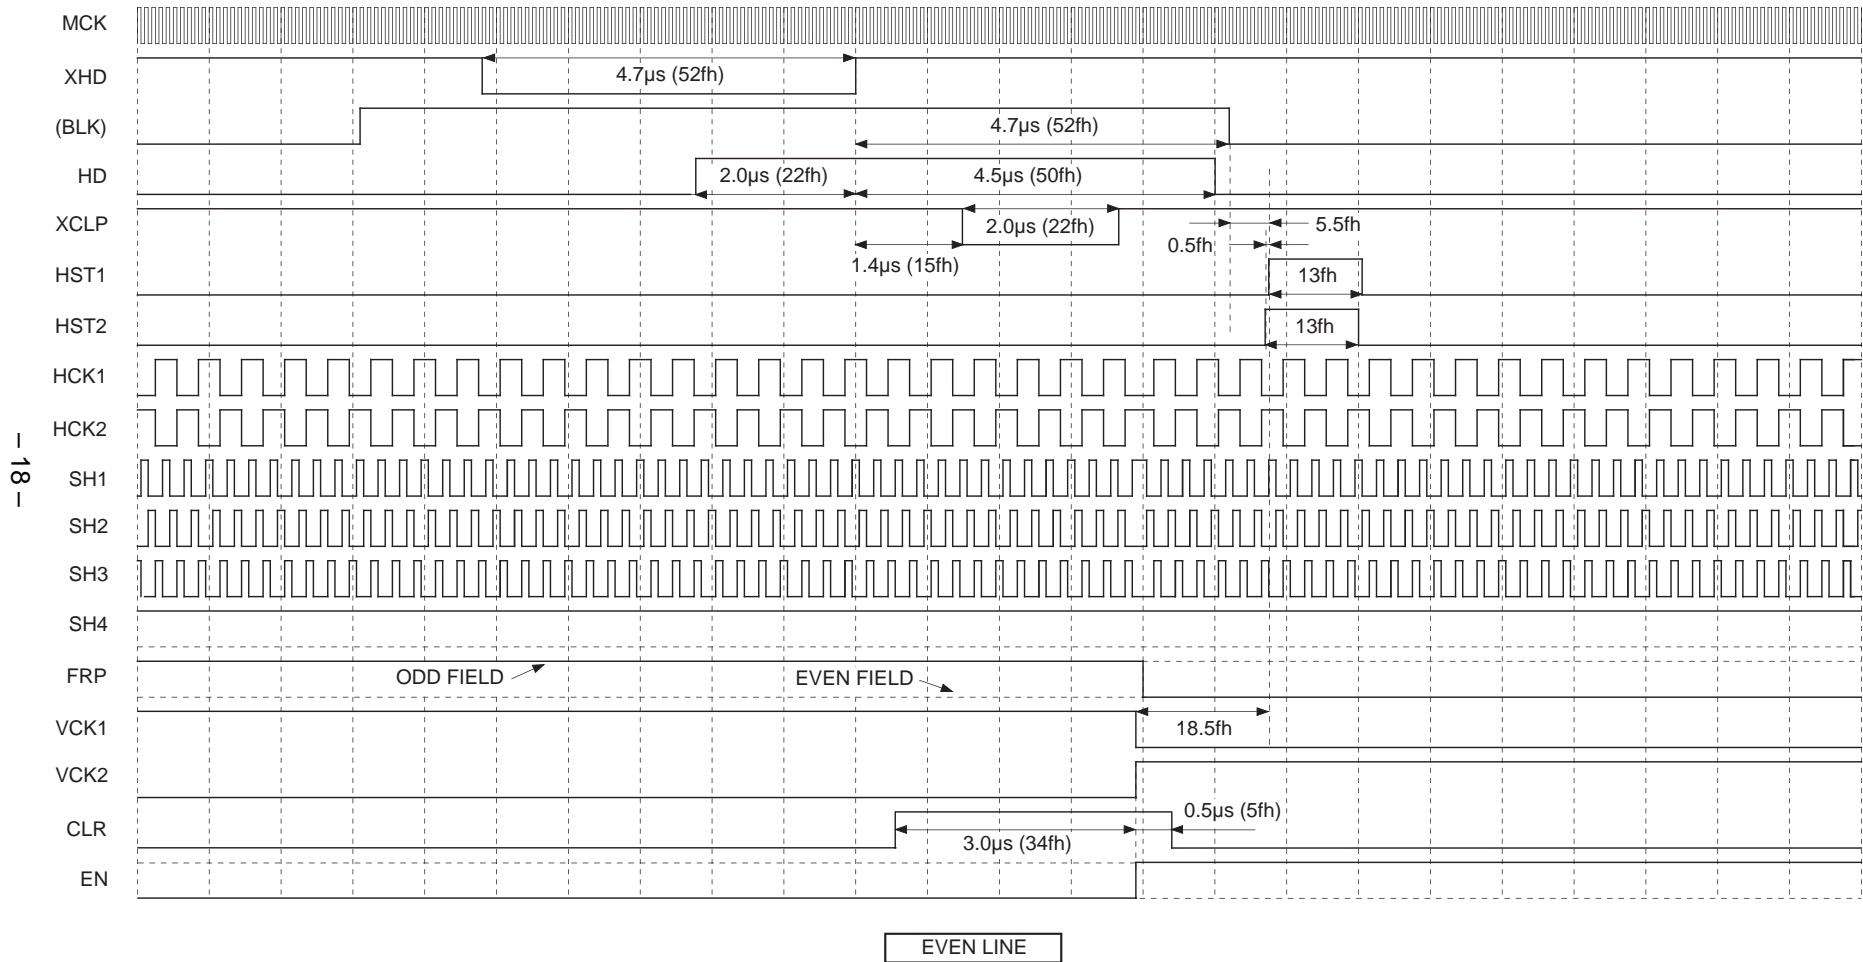 MCK
XHD
4.7µs (52fh)
(BLK)
4.7µs (52fh)
HD
2.0µs (22fh)
4.5µs (50fh)
XCLP
2.0µs (22fh)
5.5fh
0.5fh
1.4µs (15fh)
HST1
13fh
HST2
13fh
HCK1
HCK2
– 18 –
SH1
SH2
SH3
SH4
FRP
ODD FIELD
EVEN FIELD
VCK1
18.5fh
VCK2
CLR
0.5µs (5fh)
3.0µs (34fh)
EN
EVEN LINE